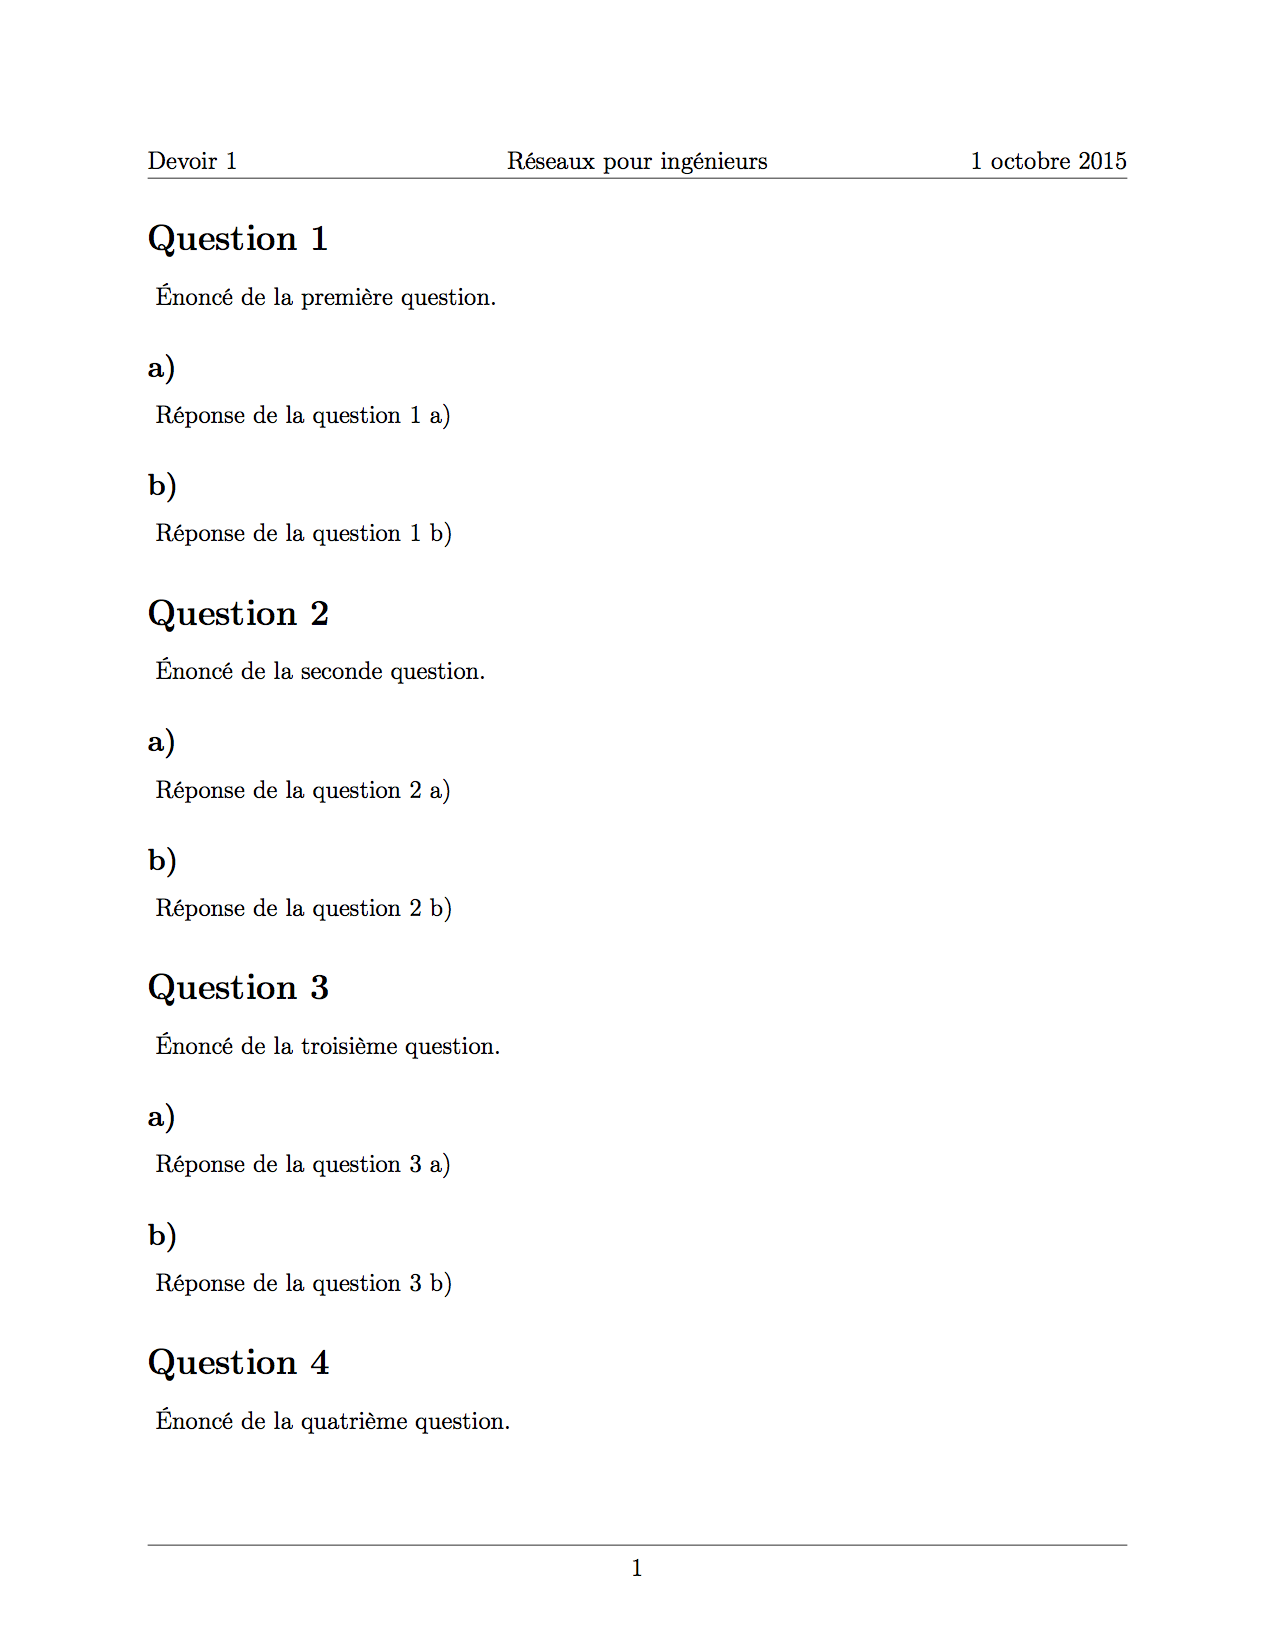 Devoir 1 Réseaux pour ingénieurs 1 octobre 2015
Question 1
Énoncé de la première question.
a)
Réponse de la question 1 a)
b)
Réponse de la question 1 b)
Question 2
Énoncé de la seconde question.
a)
Réponse de la question 2 a)
b)
Réponse de la question 2 b)
Question 3
Énoncé de la troisième question.
a)
Réponse de la question 3 a)
b)
Réponse de la question 3 b)
Question 4
Énoncé de la quatrième question.
1